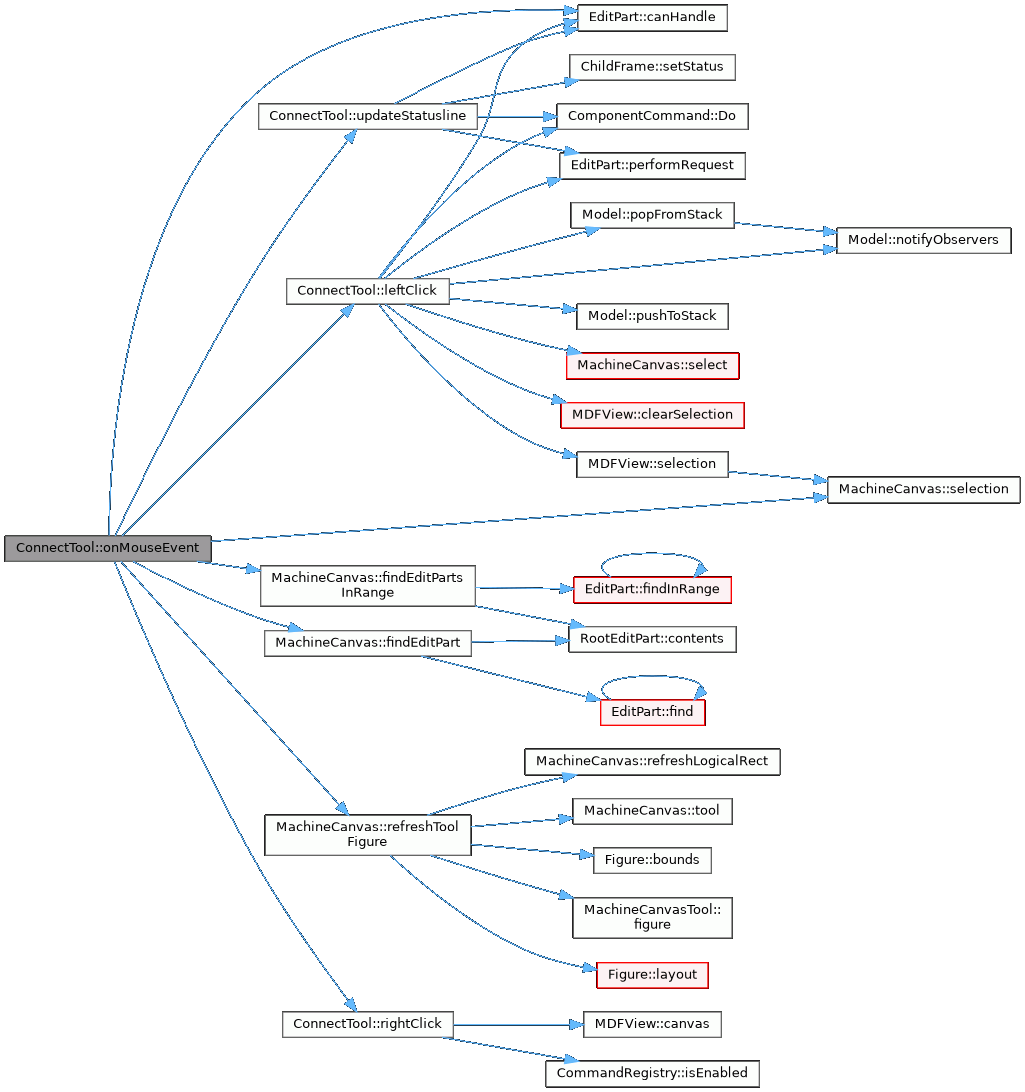 EditPart::canHandle
ChildFrame::setStatus
ConnectTool::updateStatusline
ComponentCommand::Do
EditPart::performRequest
Model::popFromStack
Model::notifyObservers
ConnectTool::leftClick
Model::pushToStack
MachineCanvas::select
MDFView::clearSelection
MDFView::selection
MachineCanvas::selection
ConnectTool::onMouseEvent
MachineCanvas::findEditParts
InRange
EditPart::findInRange
RootEditPart::contents
MachineCanvas::findEditPart
EditPart::find
MachineCanvas::refreshLogicalRect
MachineCanvas::tool
MachineCanvas::refreshTool
Figure
Figure::bounds
MachineCanvasTool::
figure
Figure::layout
ConnectTool::rightClick
MDFView::canvas
CommandRegistry::isEnabled